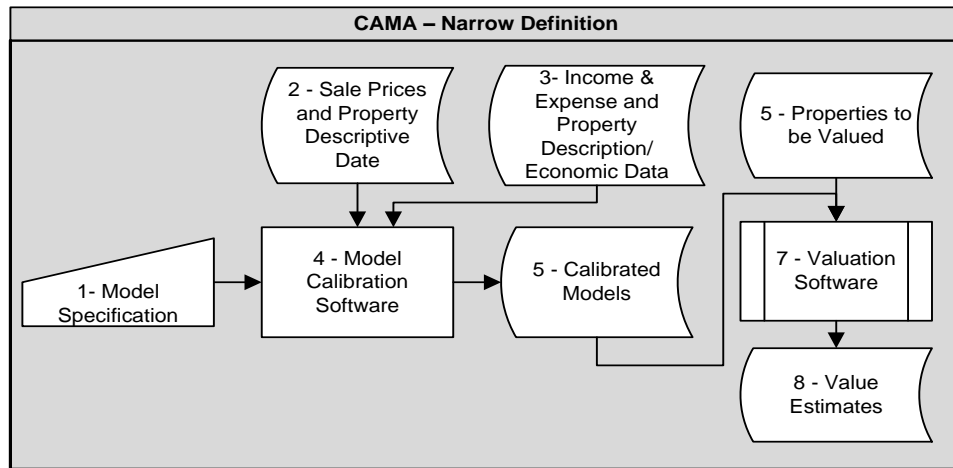 CAMA – Narrow Definition
2 - Sale Prices
and Property
Descriptive
Date
3- Income &
Expense and
Property
Description/
Economic Data
5 - Properties to
be Valued
1- Model
Specification
4 - Model
Calibration
Software
5 - Calibrated
Models
7 - Valuation
Software
8 - Value
Estimates